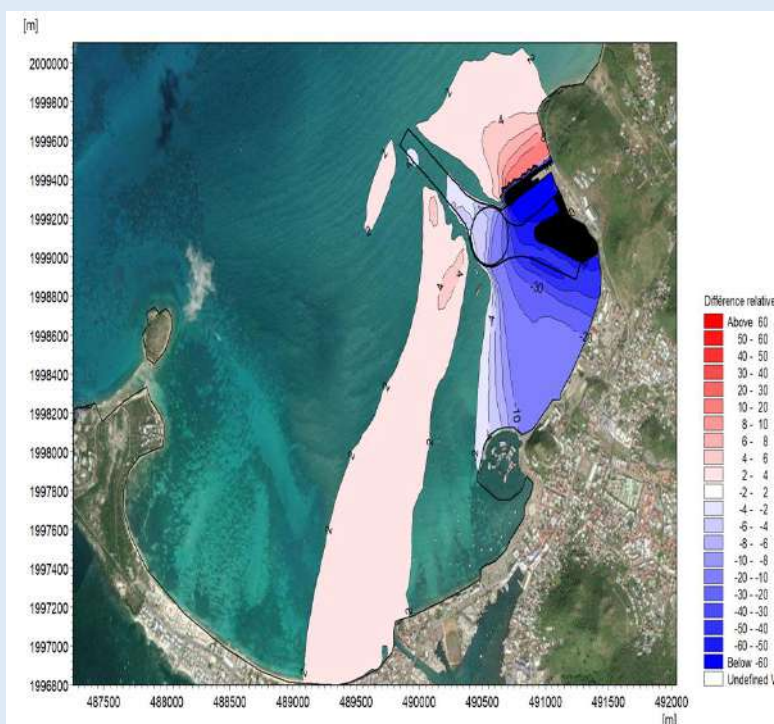 [m]
2000000
1999800
1999600
1999400
1999200
1999000
1998800
1998600
1998400
1998200
1998000
1997800
1997600
1997400
1997200
1997000
1996800
487500 488000 488500 489000 489500 490000 490500 491000 491500 492000
[m]
4
4
-30
-20
-10
Différence relative
Above 60
50 - 60
40 - 50
30 - 40
20 - 30
10 - 20
8 - 10
6 - 8
4 - 6
2 - 4
-2 - 2
-4 - -2
-6 - -4
-8 - -6
-10 - -8
-20 - -10
-30 - -20
-40 - -30
-50 - -40
-60 - -50
Below -60
Undefined V